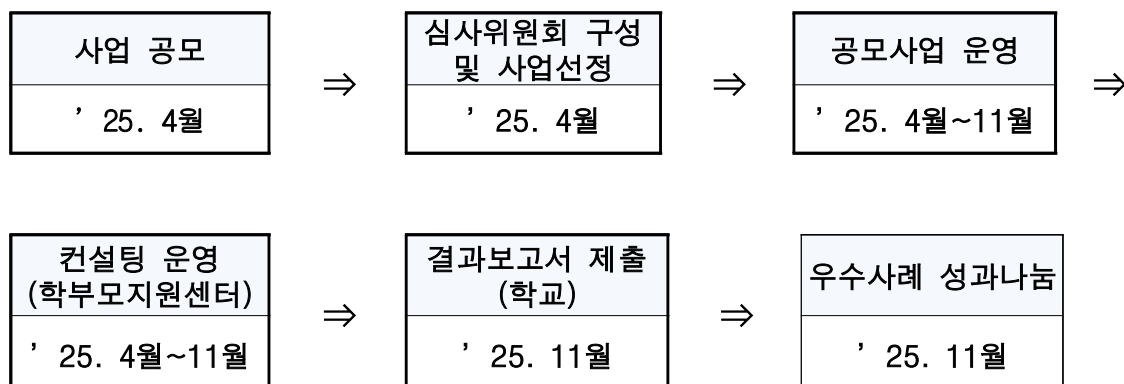 사업 공모
' 25. 4월
⇒
심사위원회 구성
및 사업선정
' 25. 4월
⇒
공모사업 운영
' 25. 4월~11월
⇒
컨설팅 운영
(학부모지원센터)
' 25. 4월~11월
⇒
결과보고서 제출
(학교)
' 25. 11월
⇒
우수사례 성과나눔
' 25. 11월